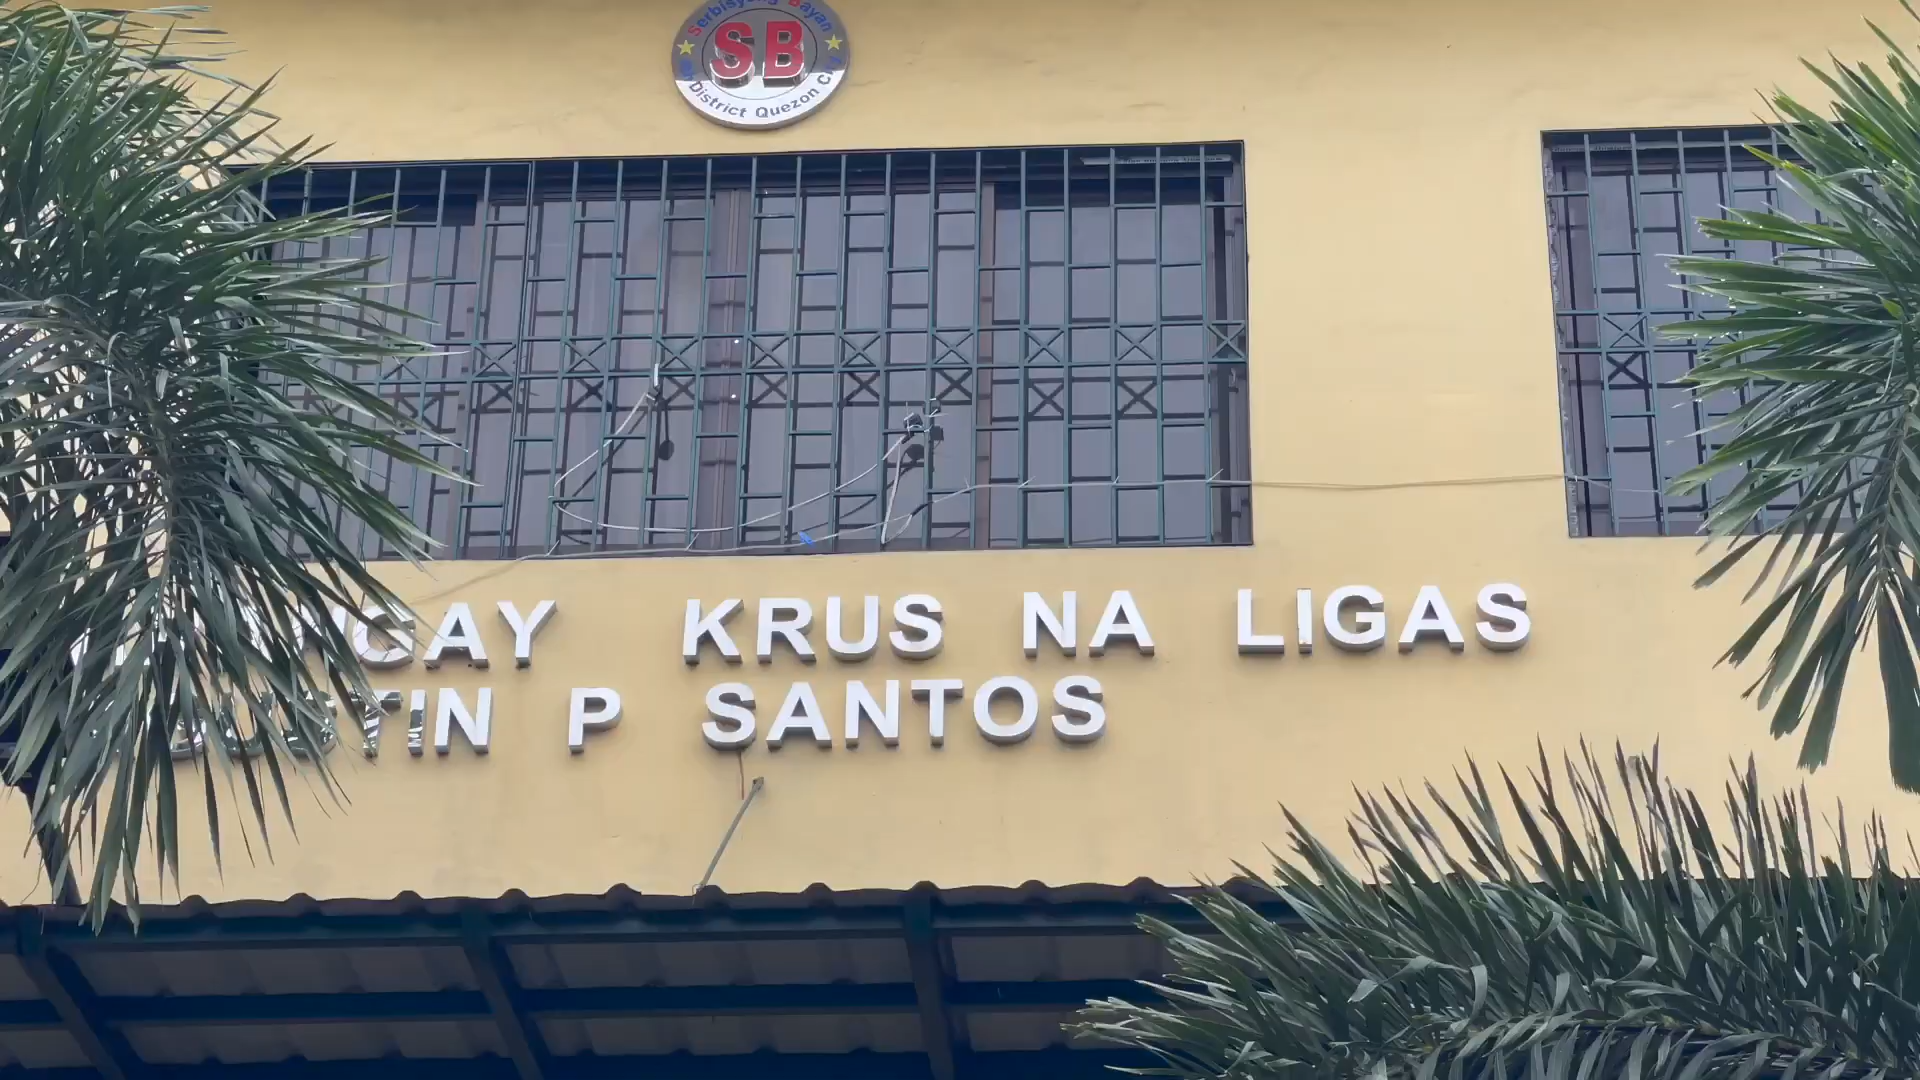 Serbisyong Bayan
SB
District Quezon City
KRUS NA LIGAS
P SANTOS